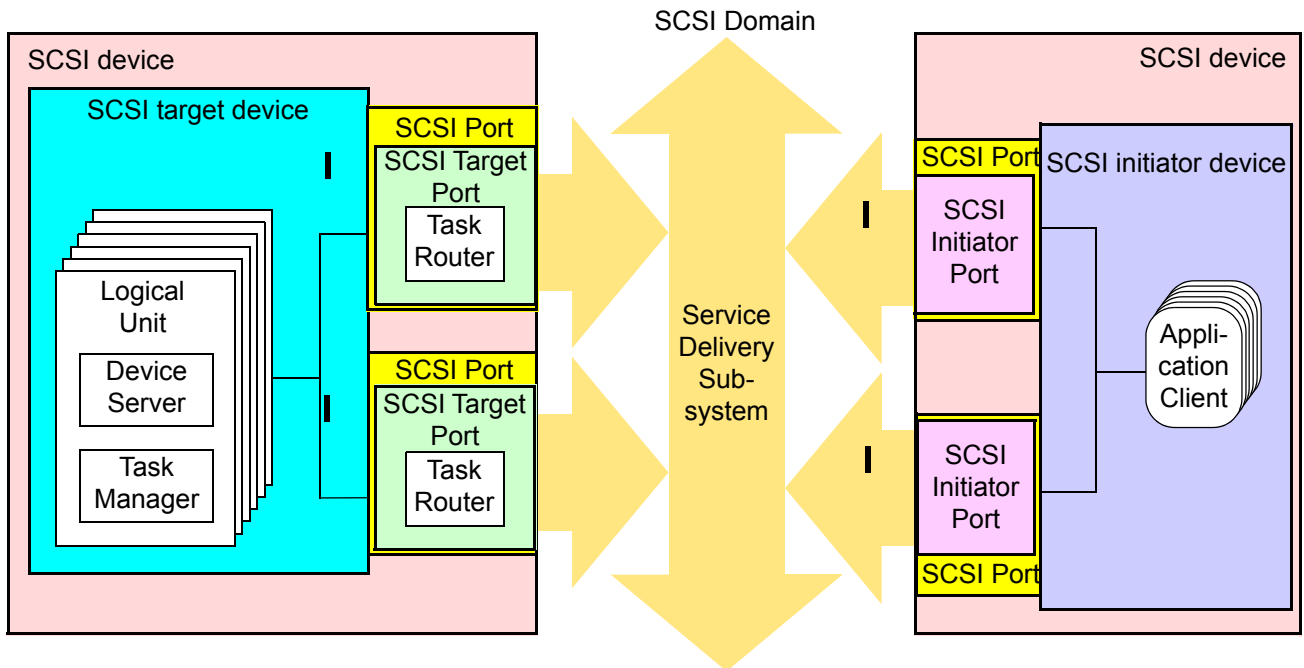 SCSI Domain
SCSI device
SCSI target device
SCSI Port
SCSI Target
Port
Task
Router
Logical
Unit
Device
Server
Task
Manager
SCSI Port
SCSI Target
Port
Task
Router
Service
Delivery
Sub-
system
SCSI device
SCSI Port
SCSI initiator device
SCSI
Initiator
Port
Appli-
cation
Client
SCSI
Initiator
Port
SCSI Port